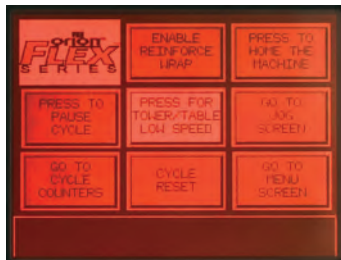 orion
FLEX
SERIES
ENABLE
REINFORCE
WRAP
PRESS TO
HOME THE
MACHINE
PRESS TO
PAUSE
CYCLE
PRESS FOR
TOWER/TABLE
LOW SPEED
GO TO
JOG
SCREEN
GO TO
CYCLE
COUNTERS
CYCLE
RESET
GO TO
MENU
SCREEN